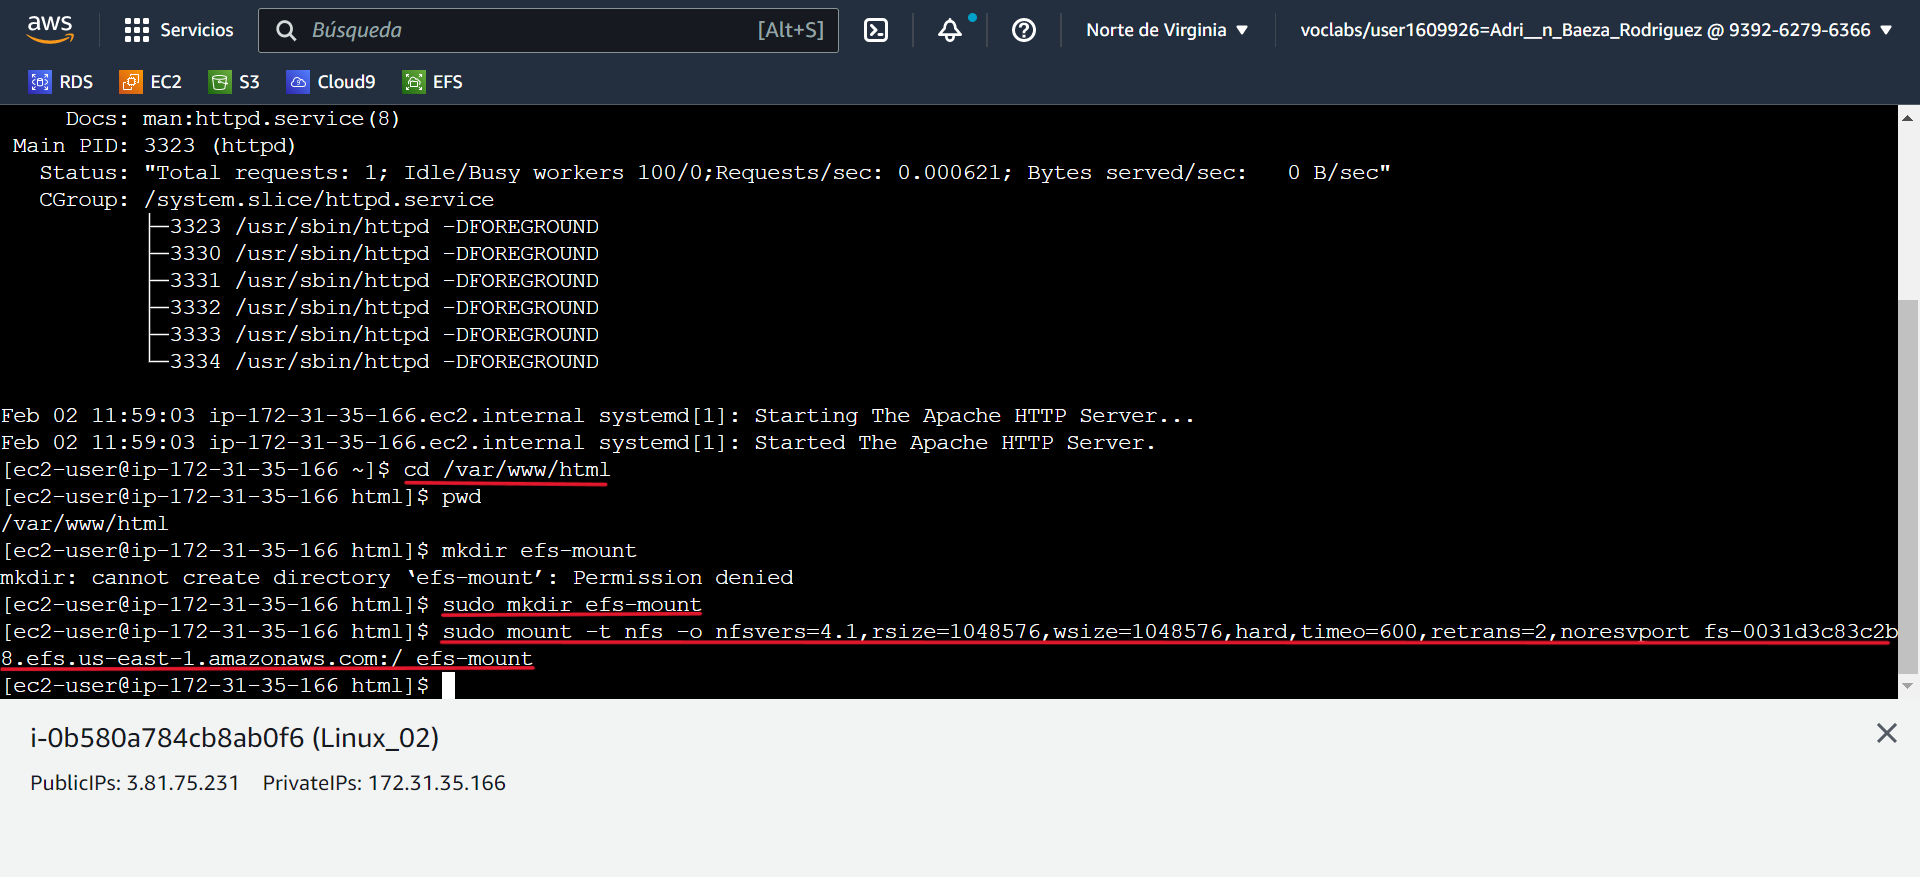 aws
Servicios
Búsqueda [Alt+S]
Norte de Virginia
voclabs/user1609926=Adri__n_Baeza_Rodriguez @ 9392-6279-6366
RDS EC2 S3 Cloud9 EFS
Docs: man:httpd.service(8)
Main PID: 3323 (httpd)
Status: "Total requests: 1; Idle/Busy workers 100/0;Requests/sec: 0.000621; Bytes served/sec:   0 B/sec"
CGroup: /system.slice/httpd.service
├─3323 /usr/sbin/httpd -DFOREGROUND
├─3330 /usr/sbin/httpd -DFOREGROUND
├─3331 /usr/sbin/httpd -DFOREGROUND
├─3332 /usr/sbin/httpd -DFOREGROUND
├─3333 /usr/sbin/httpd -DFOREGROUND
└─3334 /usr/sbin/httpd -DFOREGROUND
Feb 02 11:59:03 ip-172-31-35-166.ec2.internal systemd[1]: Starting The Apache HTTP Server...
Feb 02 11:59:03 ip-172-31-35-166.ec2.internal systemd[1]: Started The Apache HTTP Server.
[ec2-user@ip-172-31-35-166 ~]$ cd /var/www/html
[ec2-user@ip-172-31-35-166 html]$ pwd
/var/www/html
[ec2-user@ip-172-31-35-166 html]$ mkdir efs-mount
mkdir: cannot create directory ‘efs-mount’: Permission denied
[ec2-user@ip-172-31-35-166 html]$ sudo mkdir efs-mount
[ec2-user@ip-172-31-35-166 html]$ sudo mount -t nfs -o nfsvers=4.1,rsize=1048576,wsize=1048576,hard,timeo=600,retrans=2,noresvport fs-0031d3c83c2b
8.efs.us-east-1.amazonaws.com:/ efs-mount
[ec2-user@ip-172-31-35-166 html]$
i-0b580a784cb8ab0f6 (Linux_02)
PublicIPs: 3.81.75.231 PrivateIPs: 172.31.35.166